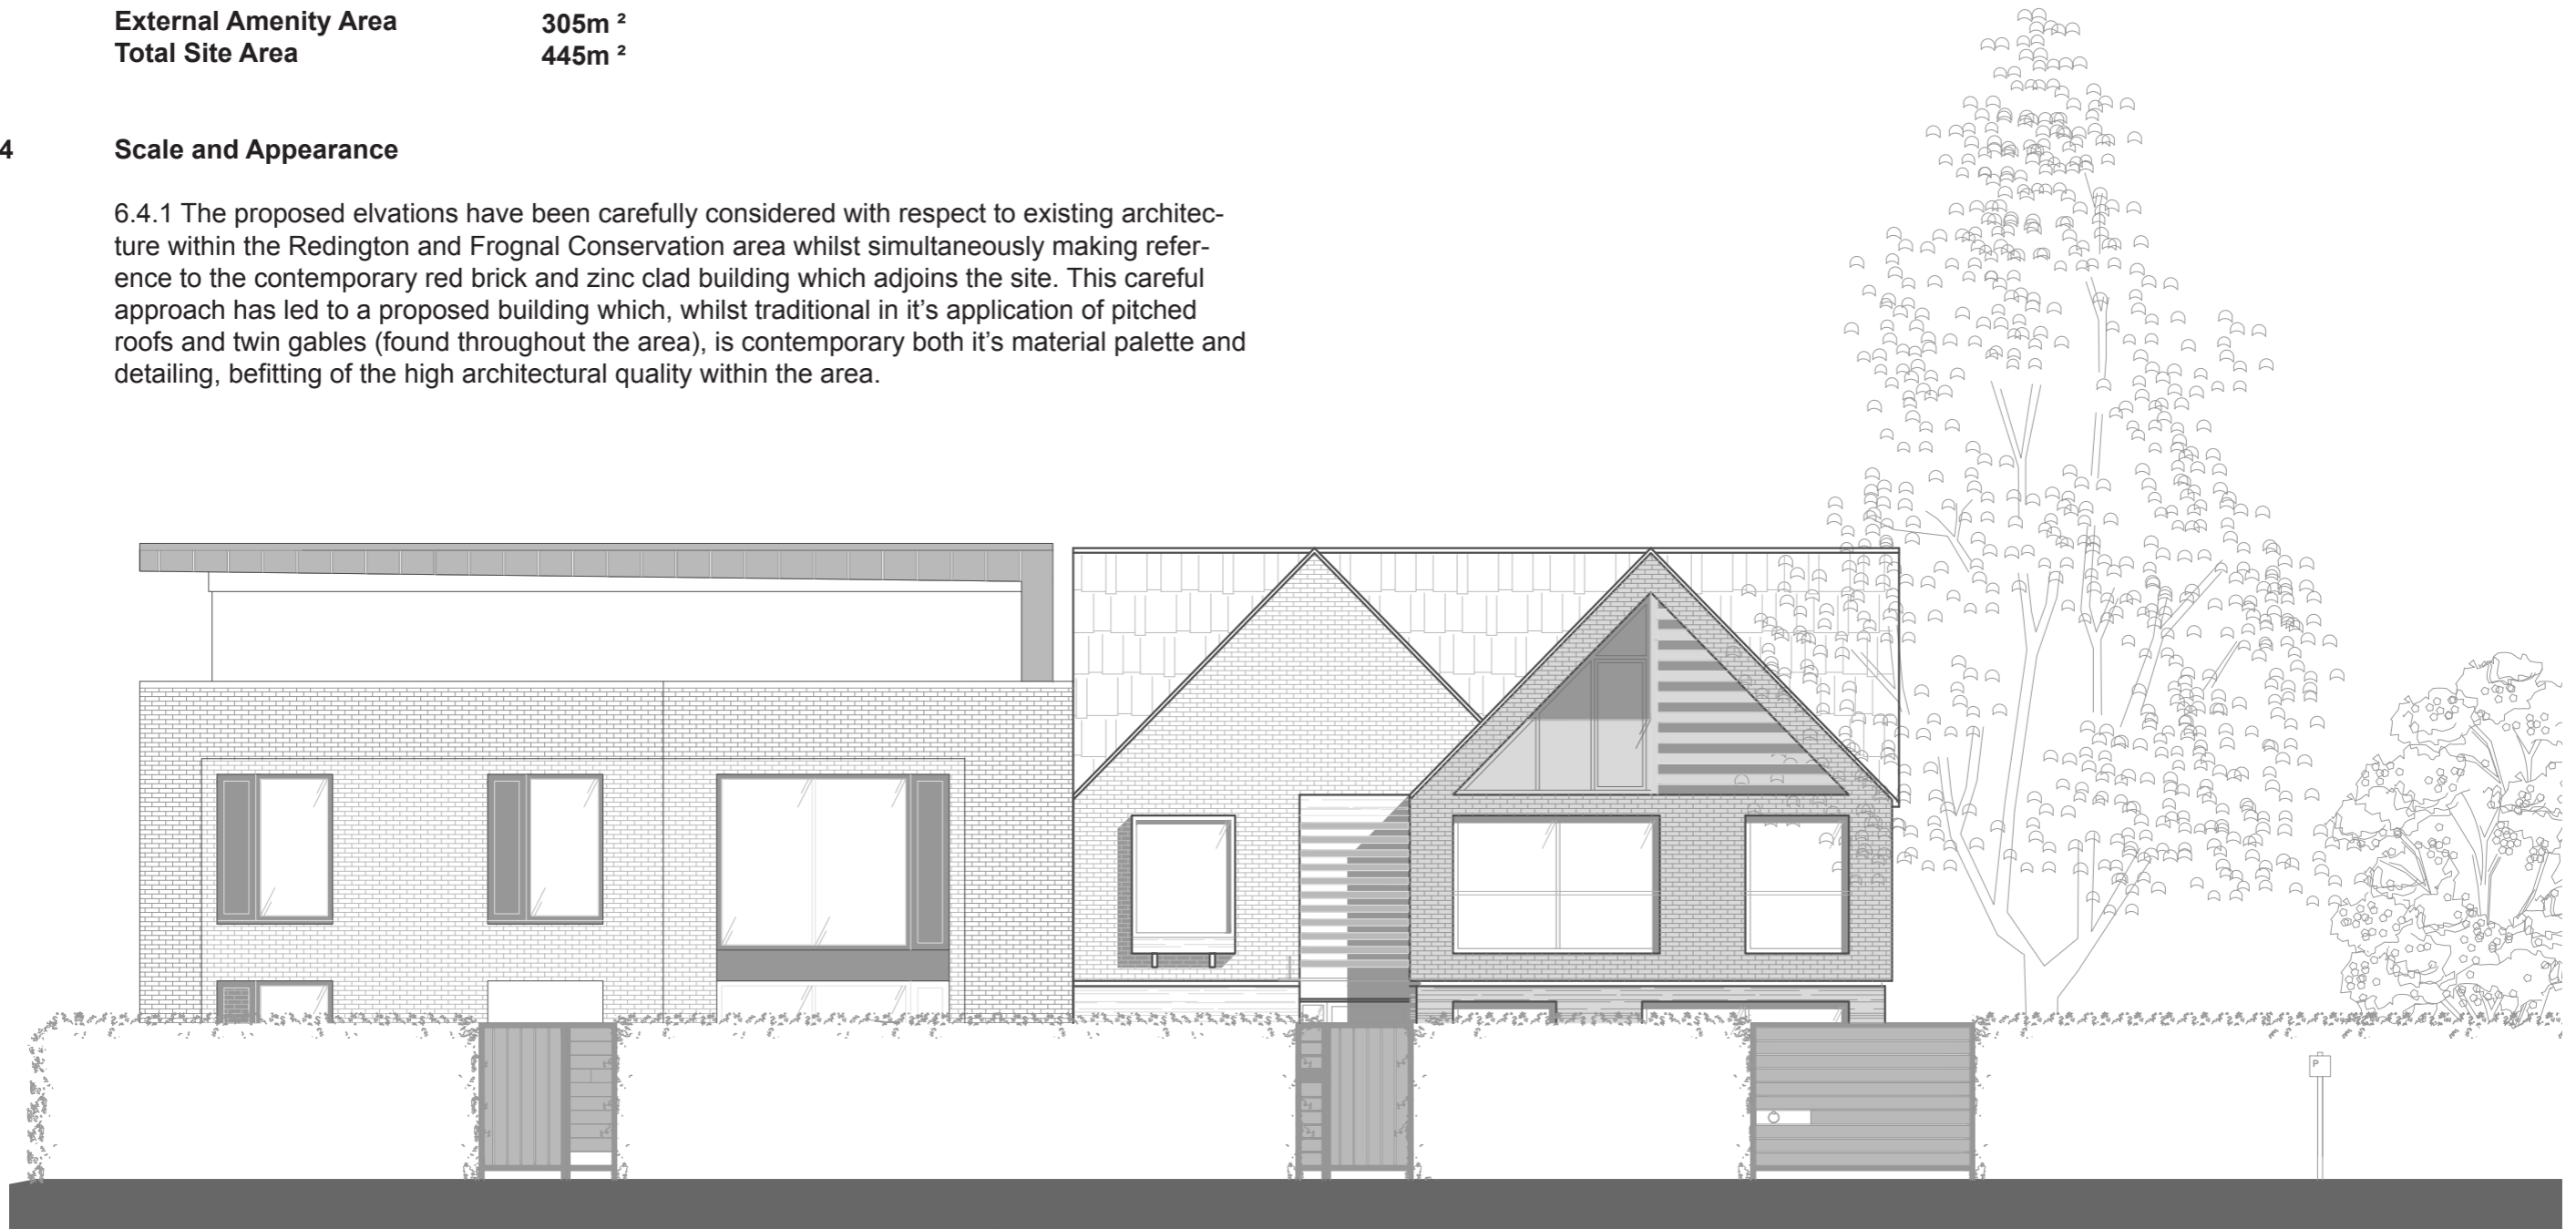 External Amenity Area 305m ²
Total Site Area 445m ²
4 Scale and Appearance
6.4.1 The proposed elvations have been carefully considered with respect to existing architec-
ture within the Redington and Frognal Conservation area whilst simultaneously making refer-
ence to the contemporary red brick and zinc clad building which adjoins the site. This careful
approach has led to a proposed building which, whilst traditional in it's application of pitched
roofs and twin gables (found throughout the area), is contemporary both it's material palette and
detailing, befitting of the high architectural quality within the area.
P